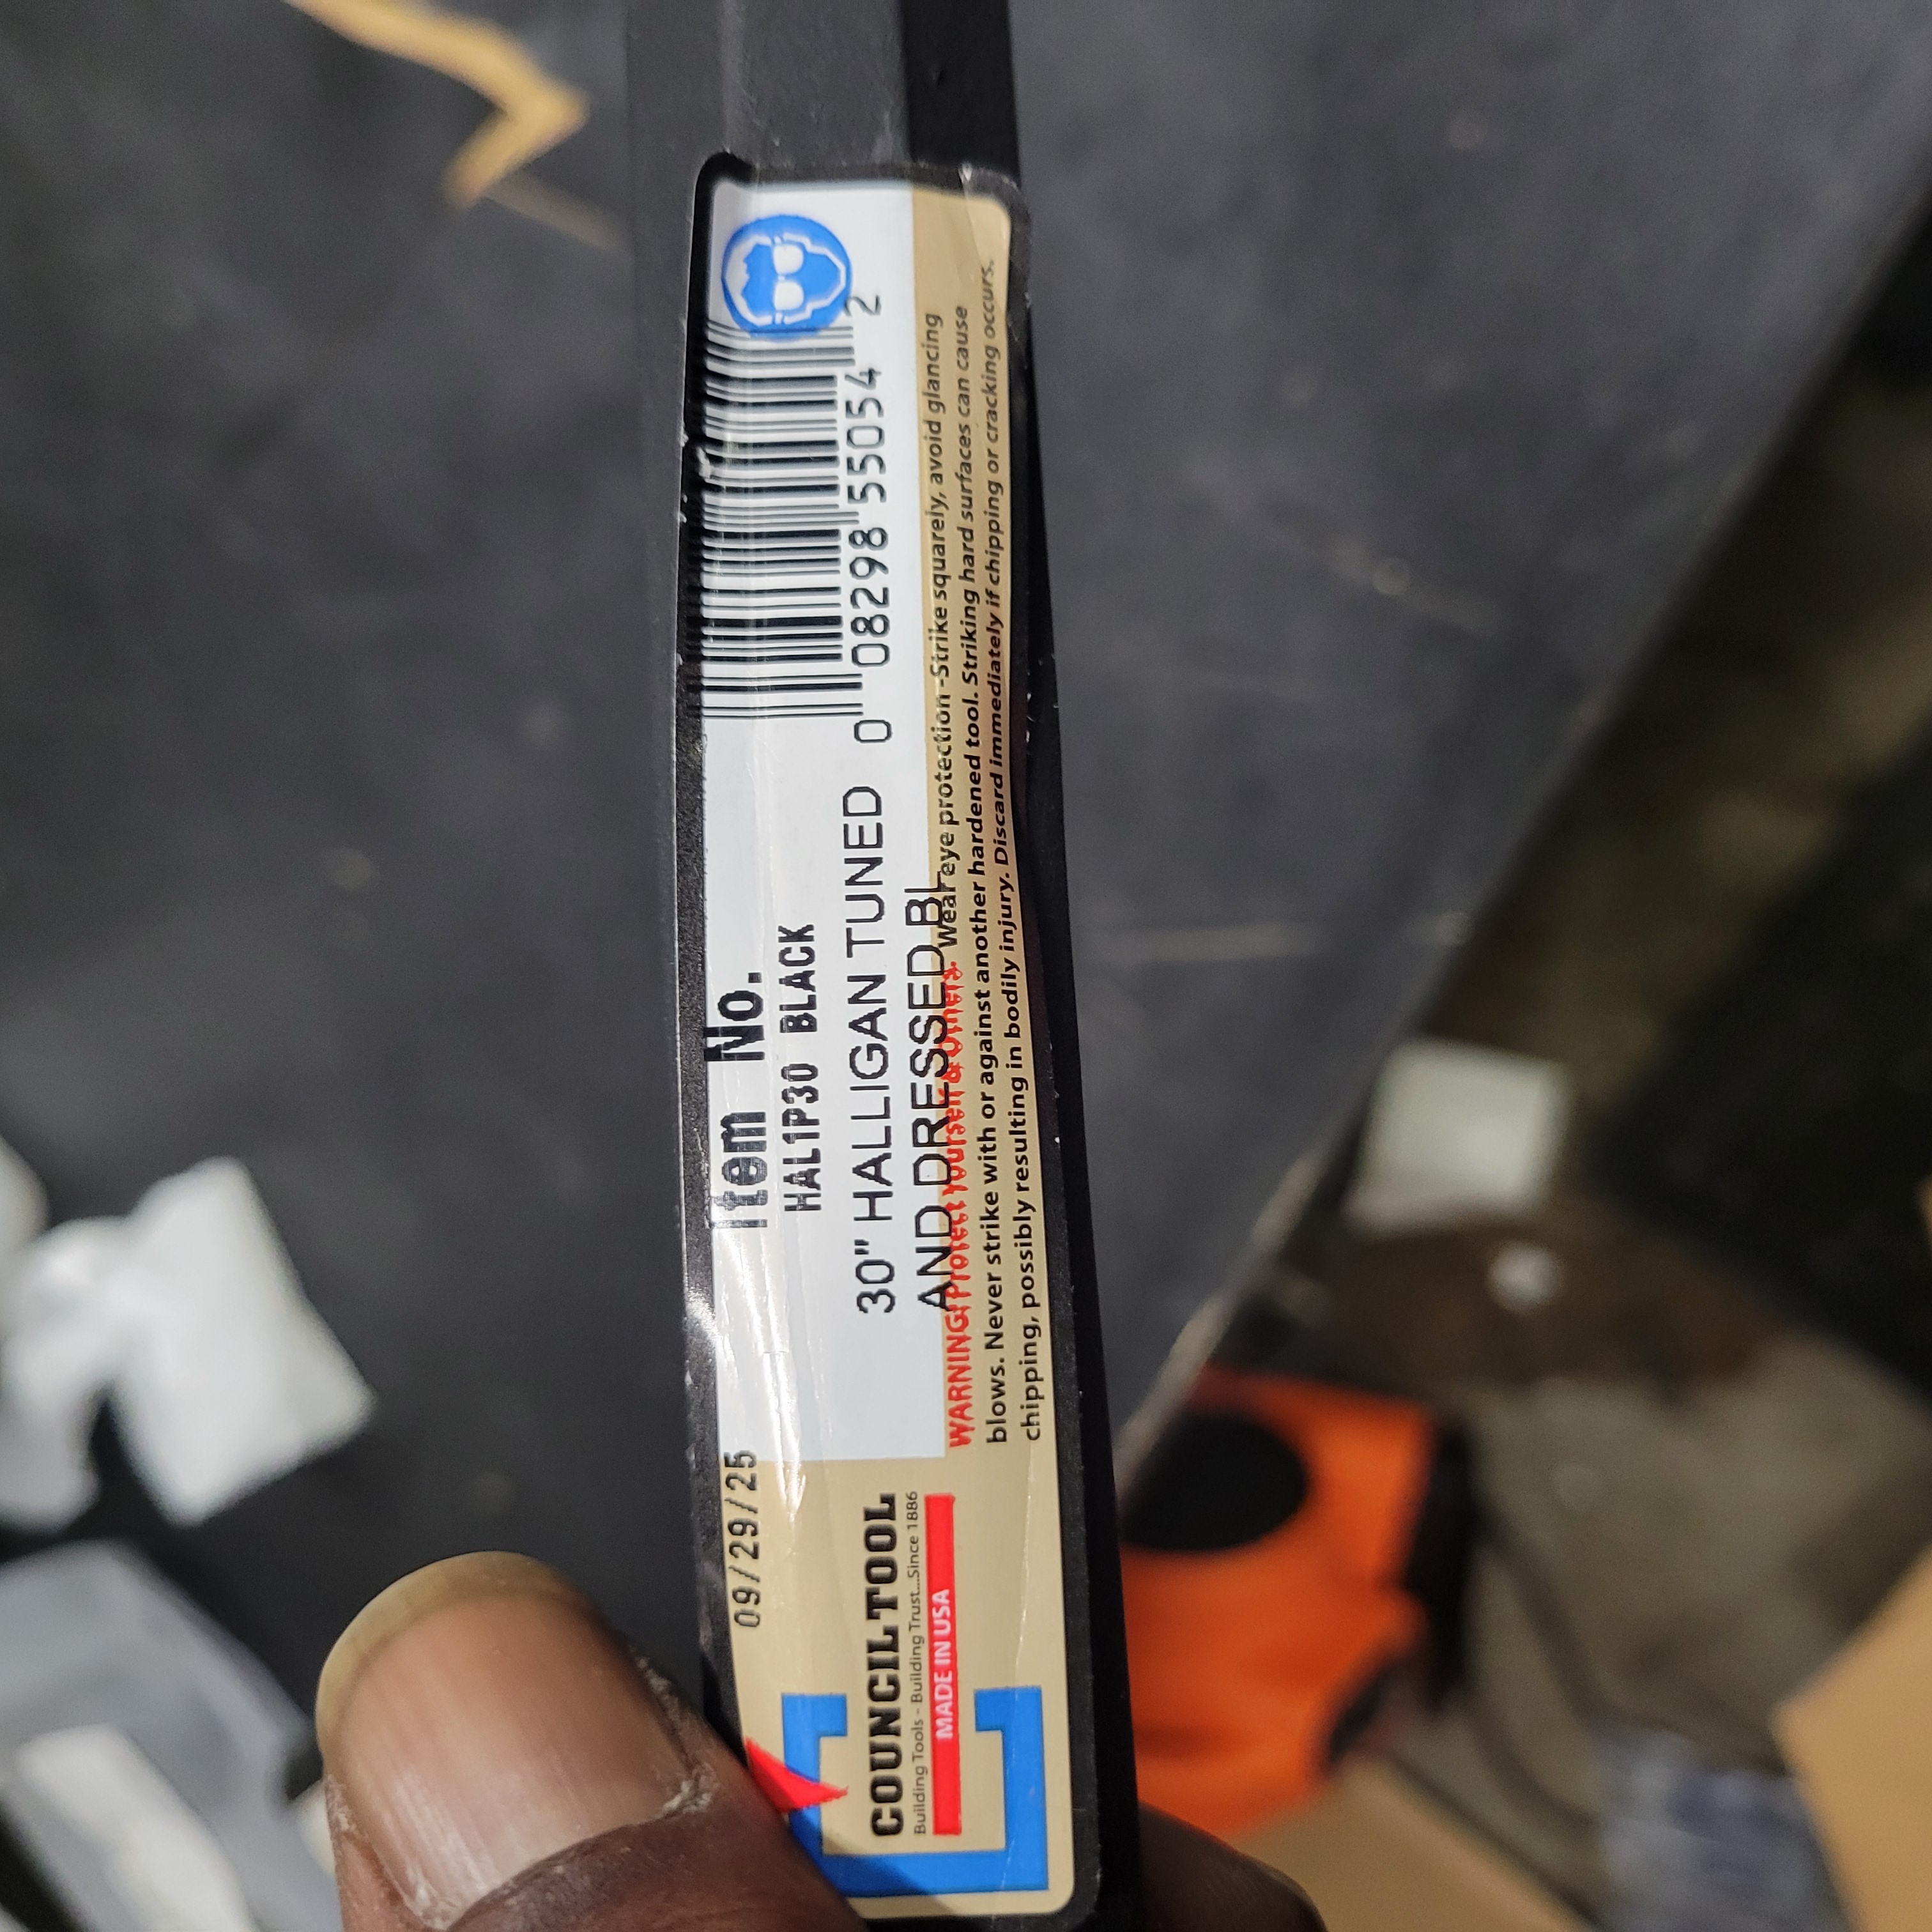 09/29/25
COUNCIL TOOL
Building Tools - Building Trust...Since 1886
MADE IN USA
Item No.
HAL1P30 BLACK
30" HALLIGAN TUNED
AND DRESSED BL
0 08298 55054 2
WARNING! Protect Yourself & Others. Wear eye protection -Strike squarely, avoid glancing
blows. Never strike with or against another hardened tool. Striking hard surfaces can cause
chipping, possibly resulting in bodily injury. Discard immediately if chipping or cracking occurs.